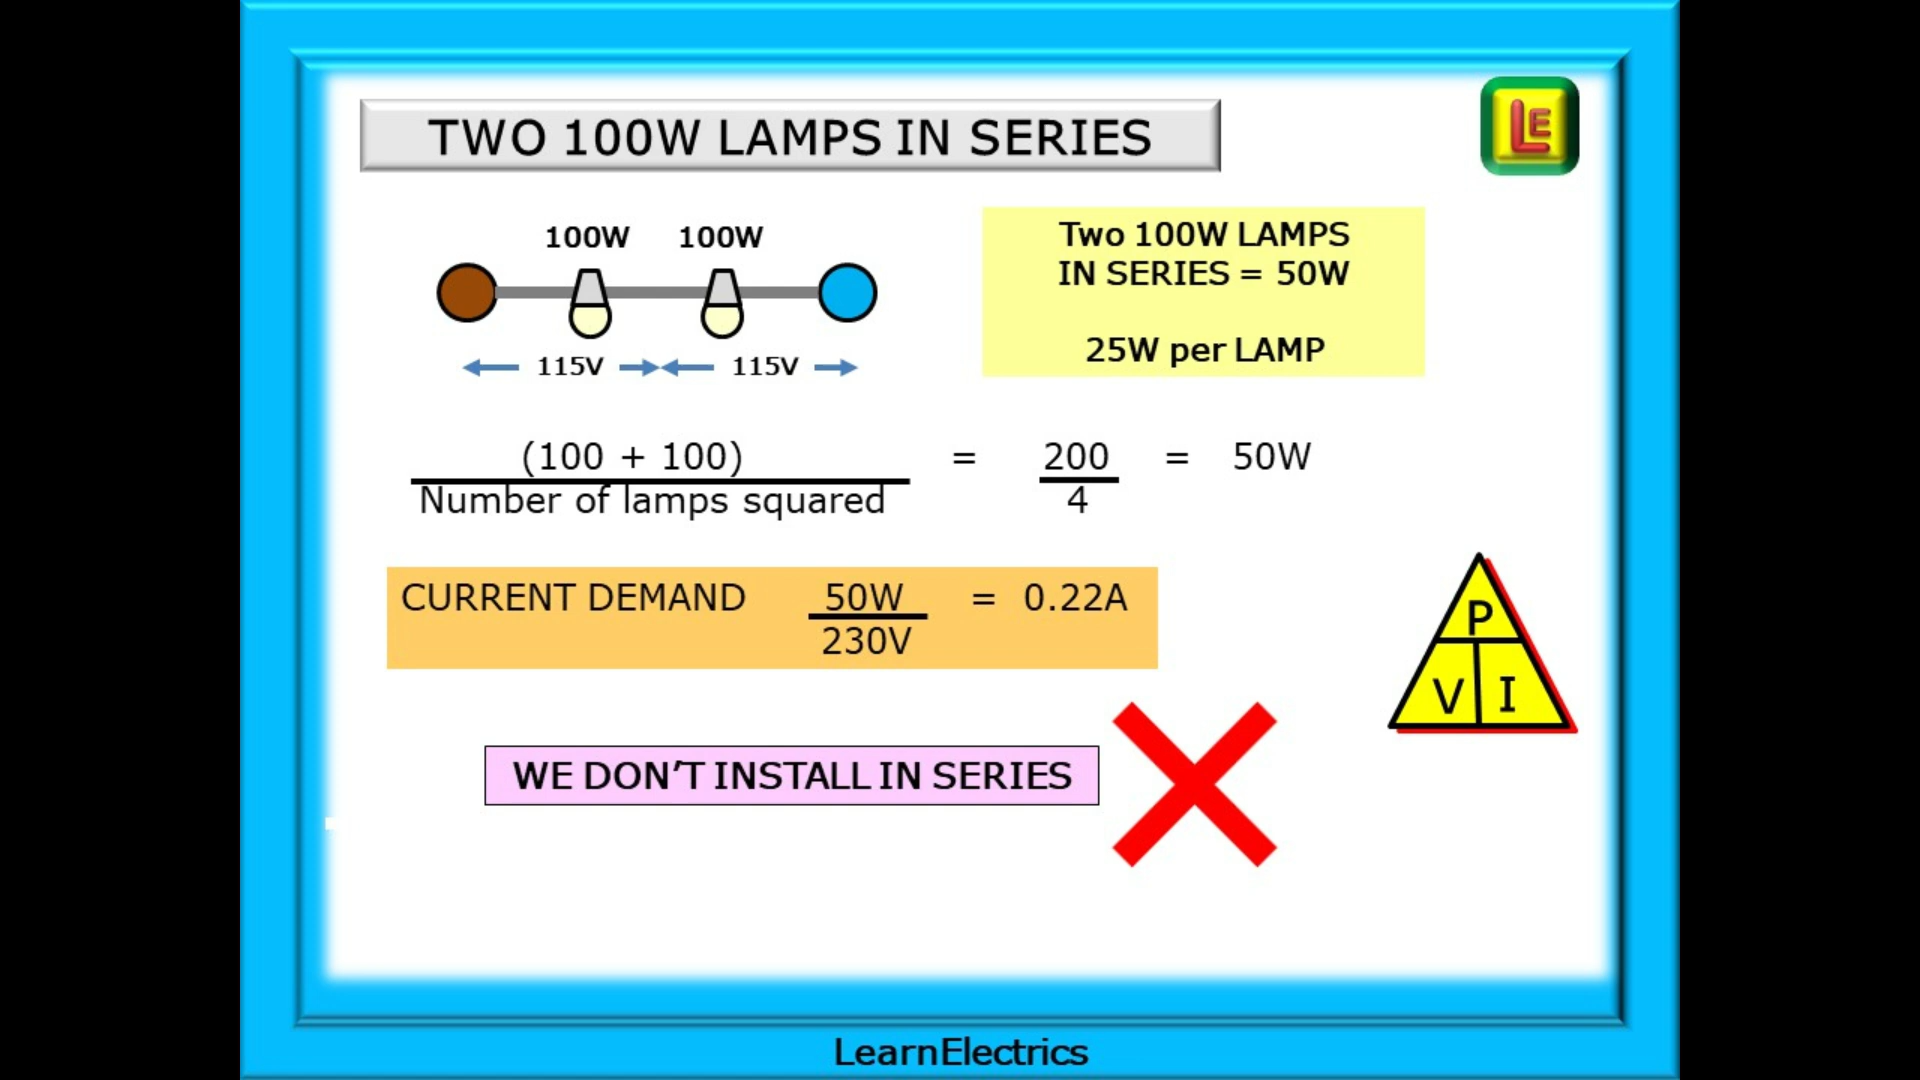 TWO 100W LAMPS IN SERIES
LE
100W 100W
115V 115V
Two 100W LAMPS
IN SERIES = 50W
25W per LAMP
(100 + 100) = 200 = 50W
Number of lamps squared 4
CURRENT DEMAND 50W = 0.22A
230V
P
V I
WE DON'T INSTALL IN SERIES
LearnElectrics